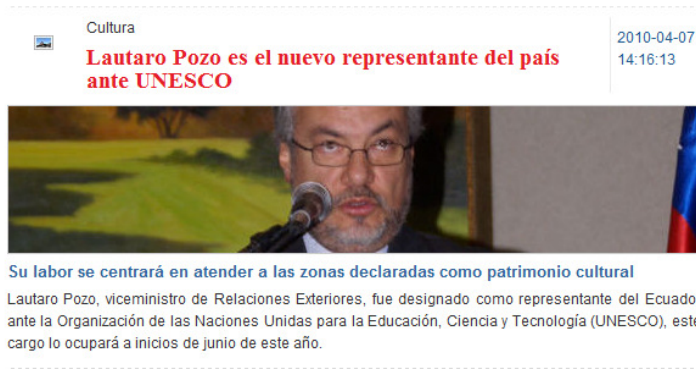 Cultura
Lautaro Pozo es el nuevo representante del país
ante UNESCO
2010-04-07
14:16:13
Su labor se centrará en atender a las zonas declaradas como patrimonio cultural
Lautaro Pozo, viceministro de Relaciones Exteriores, fue designado como representante del Ecuado
ante la Organización de las Naciones Unidas para la Educación, Ciencia y Tecnología (UNESCO), este
cargo lo ocupará a inicios de junio de este año.